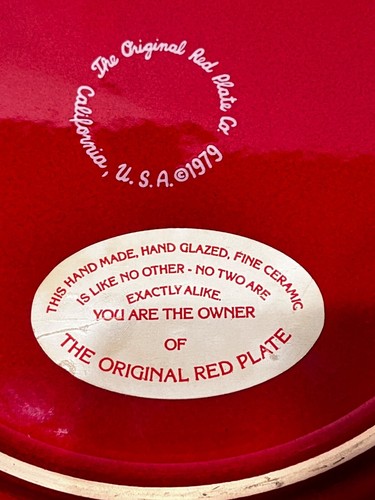 The Original Red Plate Co.
California, U.S.A. ©1979
THIS HAND MADE, HAND GLAZED, FINE CERAMIC
IS LIKE NO OTHER - NO TWO ARE
EXACTLY ALIKE.
YOU ARE THE OWNER
OF
THE ORIGINAL RED PLATE